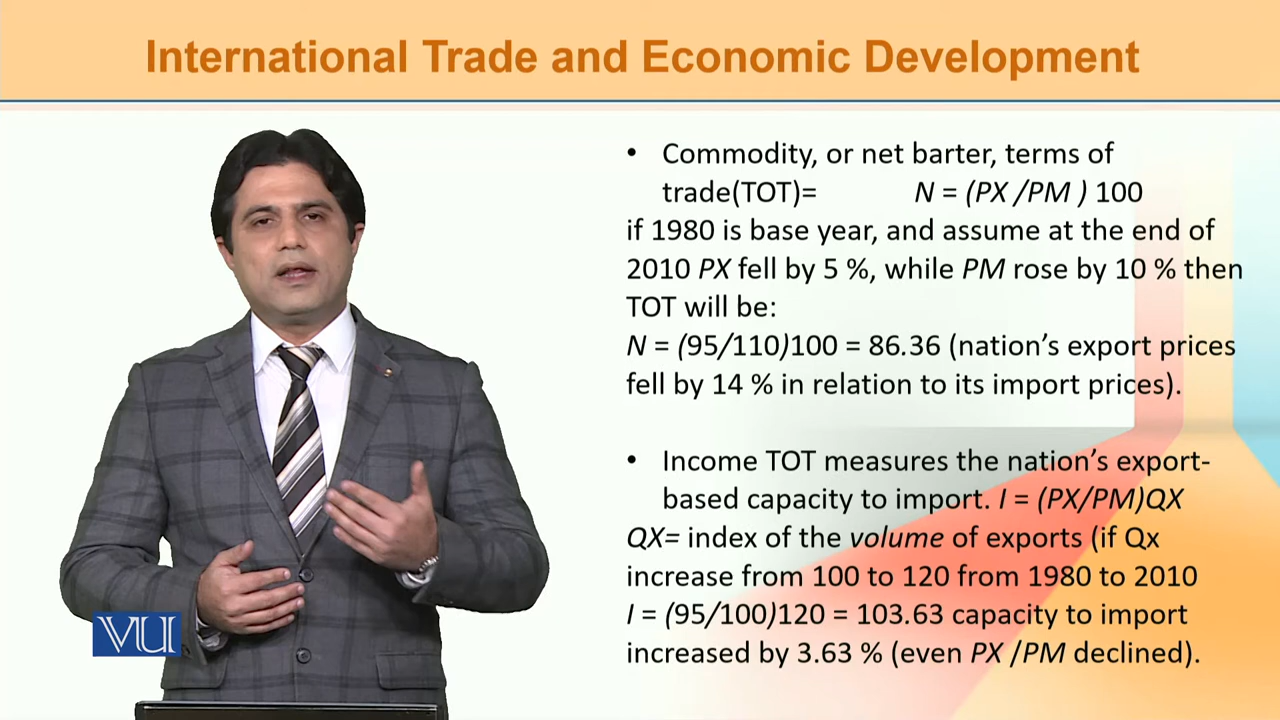 International Trade and Economic Development
• Commodity, or net barter, terms of
trade(TOT)= N = (PX /PM ) 100
if 1980 is base year, and assume at the end of
2010 PX fell by 5 %, while PM rose by 10 % then
TOT will be:
N = (95/110)100 = 86.36 (nation’s export prices
fell by 14 % in relation to its import prices).
• Income TOT measures the nation’s export-
based capacity to import. I = (PX/PM)QX
QX= index of the volume of exports (if Qx
increase from 100 to 120 from 1980 to 2010
I = (95/100)120 = 103.63 capacity to import
increased by 3.63 % (even PX /PM declined).
VU